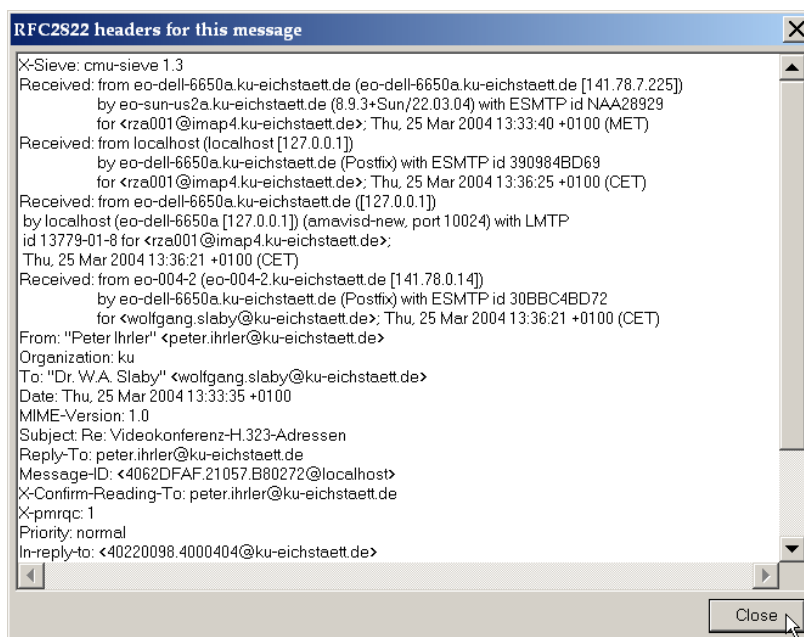 RFC2822 headers for this message
X-Sieve: cmu-sieve 1.3
Received: from eo-dell-6650a.ku-eichstaett.de (eo-dell-6650a.ku-eichstaett.de [141.78.7.225])
by eo-sun-us2a.ku-eichstaett.de (8.9.3+Sun/22.03.04) with ESMTP id NAA28929
for <rza001@imap4.ku-eichstaett.de>; Thu, 25 Mar 2004 13:33:40 +0100 (MET)
Received: from localhost (localhost [127.0.0.1])
by eo-dell-6650a.ku-eichstaett.de (Postfix) with ESMTP id 390984BD69
for <rza001@imap4.ku-eichstaett.de>; Thu, 25 Mar 2004 13:36:25 +0100 (CET)
Received: from eo-dell-6650a.ku-eichstaett.de ([127.0.0.1])
by localhost (eo-dell-6650a [127.0.0.1]) (amavisd-new, port 10024) with LMTP
id 13779-01-8 for <rza001@imap4.ku-eichstaett.de>;
Thu, 25 Mar 2004 13:36:21 +0100 (CET)
Received: from eo-004-2 (eo-004-2.ku-eichstaett.de [141.78.0.14])
by eo-dell-6650a.ku-eichstaett.de (Postfix) with ESMTP id 30BBC4BD72
for <wolfgang.slaby@ku-eichstaett.de>; Thu, 25 Mar 2004 13:36:21 +0100 (CET)
From: "Peter Ihrler" <peter.ihrler@ku-eichstaett.de>
Organization: ku
To: "Dr. W.A. Slaby" <wolfgang.slaby@ku-eichstaett.de>
Date: Thu, 25 Mar 2004 13:33:35 +0100
MIME-Version: 1.0
Subject: Re: Videokonferenz-H.323-Adressen
Reply-To: peter.ihrler@ku-eichstaett.de
Message-ID: <4062DFAF.21057.B80272@localhost>
X-Confirm-Reading-To: peter.ihrler@ku-eichstaett.de
X-pmrqc: 1
Priority: normal
In-reply-to: <40220098.4000404@ku-eichstaett.de>
Close